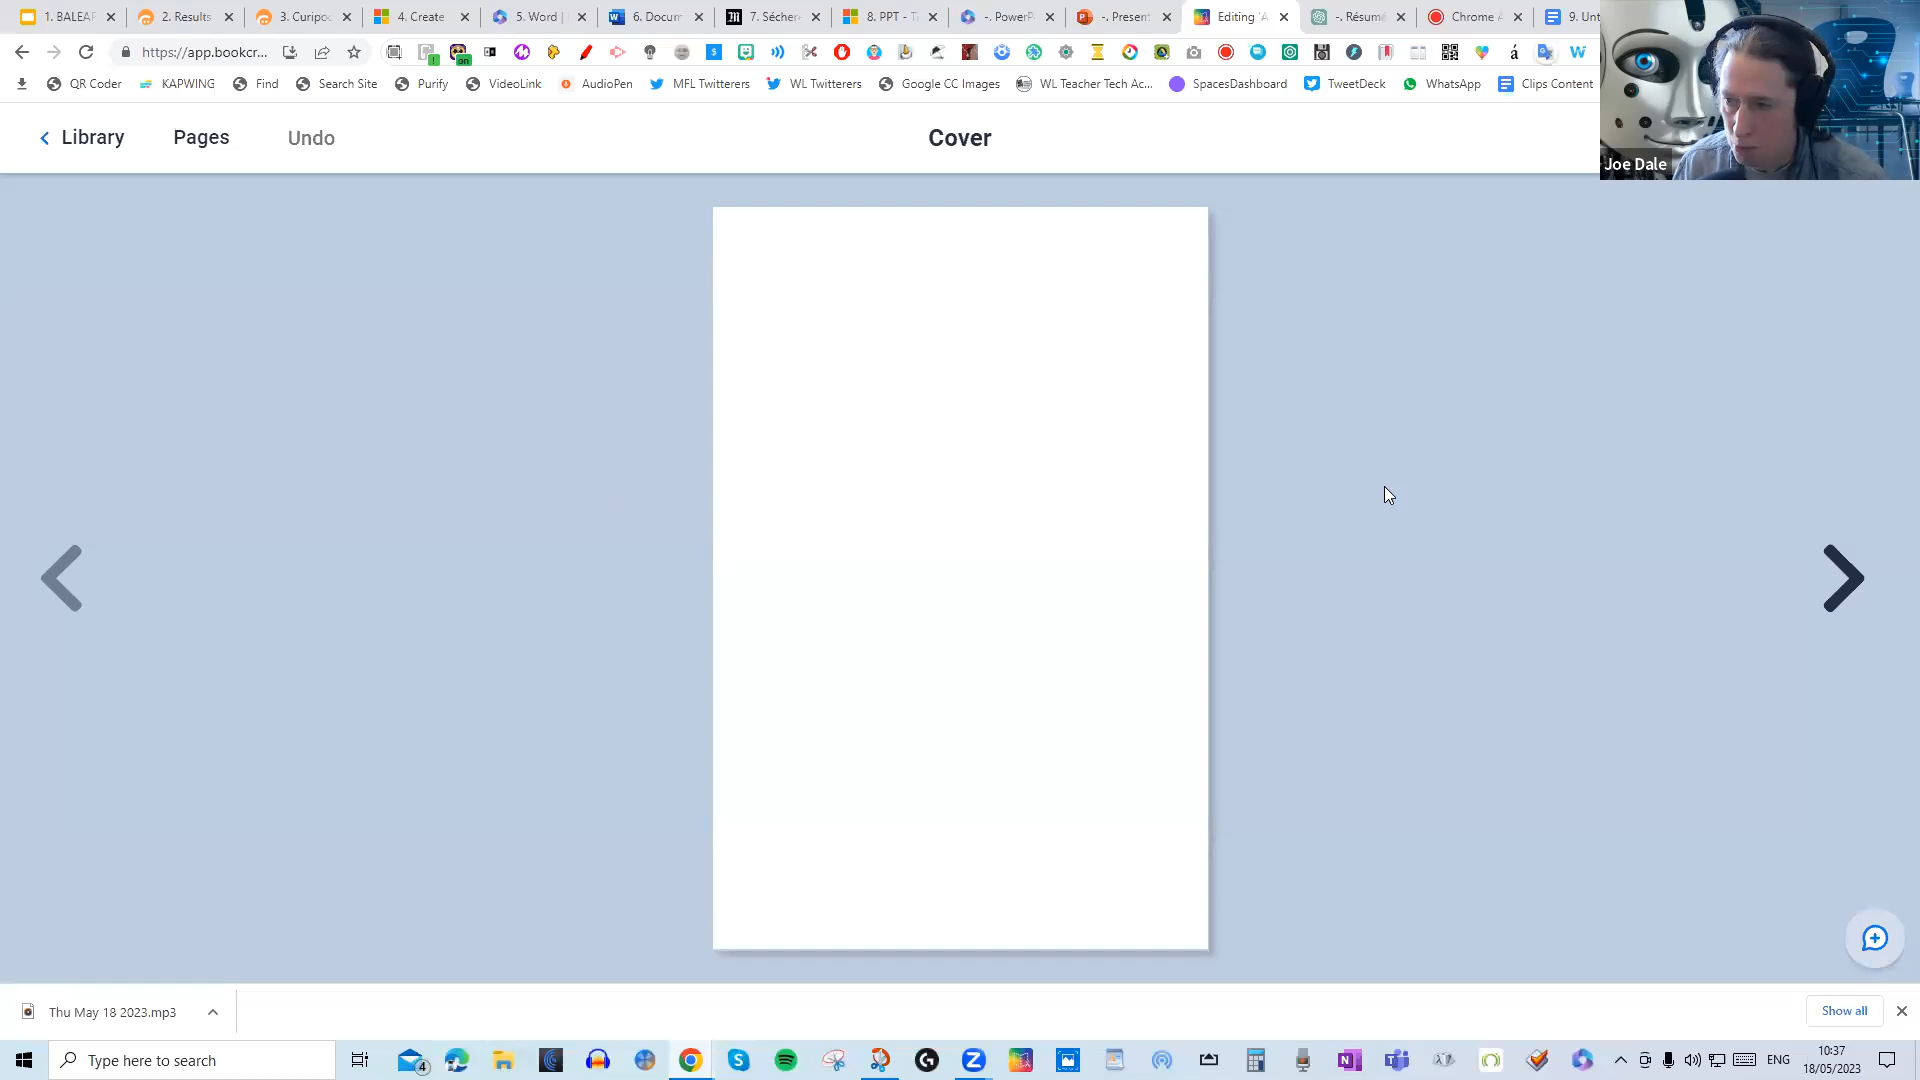 1. BALEAP
2. Results
3. Curipod
4. Create
5. Word |
6. Docum
7. Sécher
8. PPT - T
-. PowerP
-. Present
Editing 'A
-. Résumé
Chrome A
9. Unt
https://app.bookcr...
QR Coder
KAPWING
Find
Search Site
Purify
VideoLink
AudioPen
MFL Twitterers
WL Twitterers
Google CC Images
WL Teacher Tech Ac...
SpacesDashboard
TweetDeck
WhatsApp
Clips Content
Library
Pages
Undo
Cover
Joe Dale
Thu May 18 2023.mp3
Show all
Type here to search
4
ENG
10:37
18/05/2023